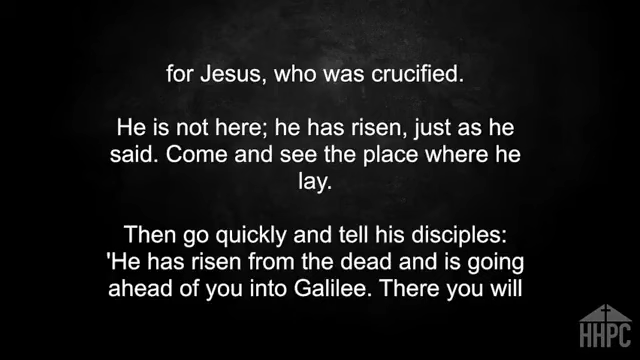 for Jesus, who was crucified.
He is not here; he has risen, just as he
said. Come and see the place where he
lay.
Then go quickly and tell his disciples:
'He has risen from the dead and is going
ahead of you into Galilee. There you will
HHPC